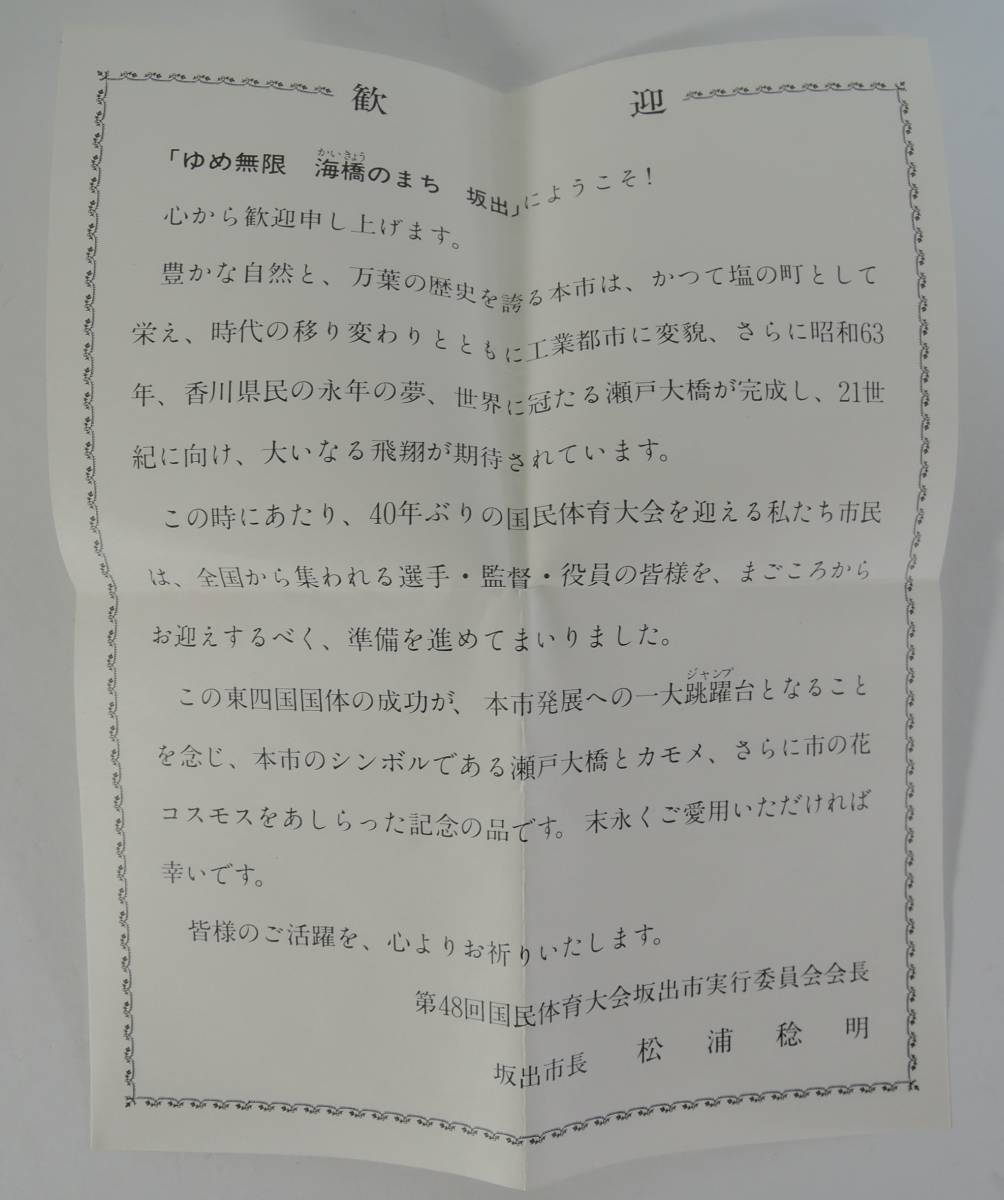 歓迎
「ゆめ無限　海橋のまち　坂出」にようこそ！
かいきょう
心から歓迎申し上げます。
豊かな自然と、万葉の歴史を誇る本市は、かつて塩の町として
栄え、時代の移り変わりとともに工業都市に変貌、さらに昭和63
年、香川県民の永年の夢、世界に冠たる瀬戸大橋が完成し、21世
紀に向け、大いなる飛翔が期待されています。
この時にあたり、40年ぶりの国民体育大会を迎える私たち市民
は、全国から集われる選手・監督・役員の皆様を、まごころから
お迎えするべく、準備を進めてまいりました。
ジャンプ
この東四国国体の成功が、本市発展への一大跳躍台となること
を念じ、本市のシンボルである瀬戸大橋とカモメ、さらに市の花
コスモスをあしらった記念の品です。末永くご愛用いただければ
幸いです。
皆様のご活躍を、心よりお祈りいたします。
第48回国民体育大会坂出市実行委員会会長
坂出市長　松浦稔明